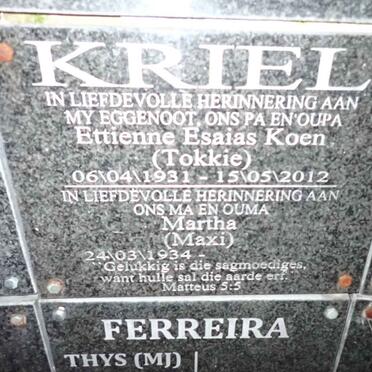 KRIEL
IN LIEFDEVOLLE HERINNERING AAN
MY EGGENOOT, ONS PA EN OUPA
Ettienne Esaias Koen
(Tokkie)
06\04\1931 - 15\05\2012
IN LIEFDEVOLLE HERINNERING AAN
ONS MA EN OUMA
Martha
(Maxi)
24\03\1934 -
"Gelukkig is die sagmoediges,
want hulle sal die aarde erf."
Matteus 5:5
FERREIRA
THYS (MJ)